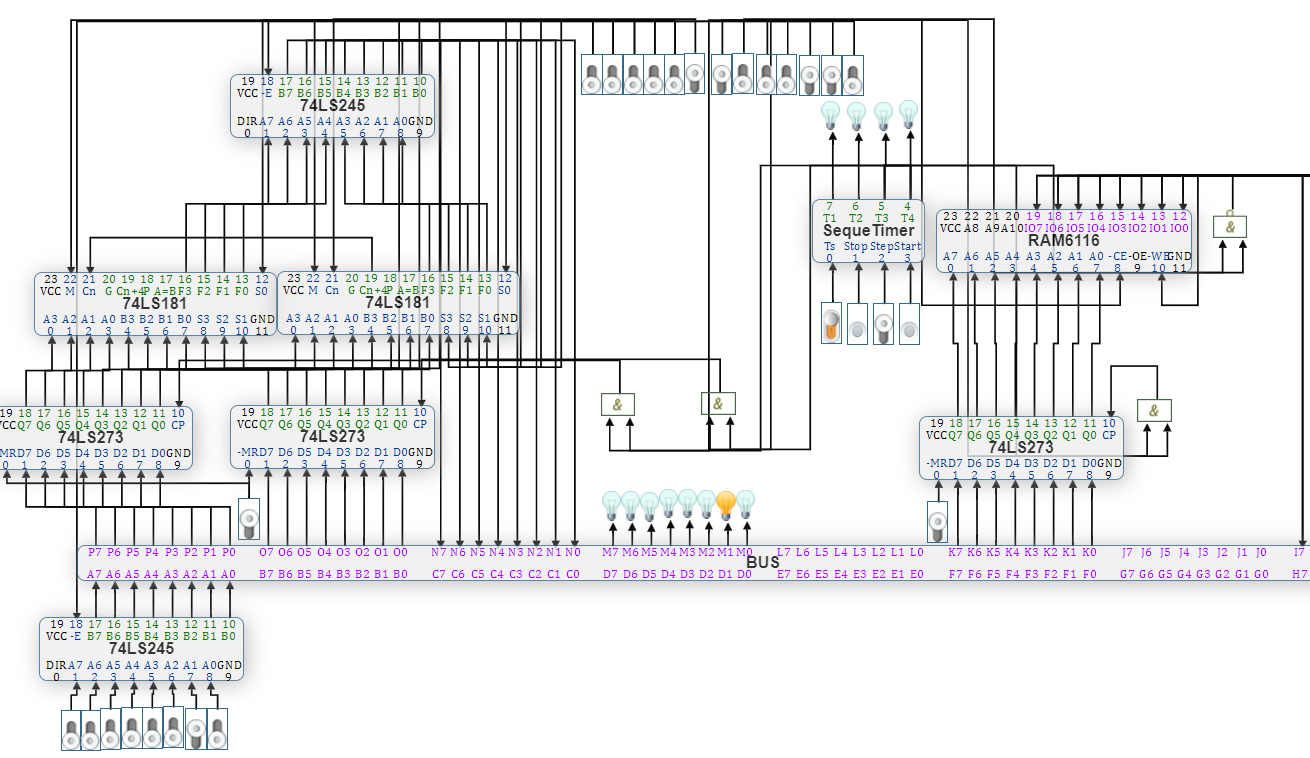 19 18 17 16 15 14 13 12 11 10
VCC -E B7 B6 B5 B4 B3 B2 B1 B0
74LS245
DIR A7 A6 A5 A4 A3 A2 A1 A0 GND
0 1 2 3 4 5 6 7 8 9
7 6 5 4
T1 T2 T3 T4
SequeTimer
Ts Stop Step Start
0 1 2 3
23 22 21 20 19 18 17 16 15 14 13 12
VCC A8 A9 A10 IO7 IO6 IO5 IO4 IO3 IO2 IO1 IO0
RAM6116
A7 A6 A5 A4 A3 A2 A1 A0 -CE -OE -WE GND
0 1 2 3 4 5 6 7 8 9 10 11
&
23 22 21 20 19 18 17 16 15 14 13 12
VCC M Cn G Cn+4 P A=B F3 F2 F1 F0 S0
74LS181
A3 A2 A1 A0 B3 B2 B1 B0 S3 S2 S1 GND
0 1 2 3 4 5 6 7 8 9 10 11
23 22 21 20 19 18 17 16 15 14 13 12
VCC M Cn G Cn+4 P A=B F3 F2 F1 F0 S0
74LS181
A3 A2 A1 A0 B3 B2 B1 B0 S3 S2 S1 GND
0 1 2 3 4 5 6 7 8 9 10 11
19 18 17 16 15 14 13 12 11 10
VCC Q7 Q6 Q5 Q4 Q3 Q2 Q1 Q0 CP
74LS273
-MR D7 D6 D5 D4 D3 D2 D1 D0 GND
0 1 2 3 4 5 6 7 8 9
19 18 17 16 15 14 13 12 11 10
VCC Q7 Q6 Q5 Q4 Q3 Q2 Q1 Q0 CP
74LS273
-MR D7 D6 D5 D4 D3 D2 D1 D0 GND
0 1 2 3 4 5 6 7 8 9
&
&
19 18 17 16 15 14 13 12 11 10
VCC Q7 Q6 Q5 Q4 Q3 Q2 Q1 Q0 CP
74LS273
-MR D7 D6 D5 D4 D3 D2 D1 D0 GND
0 1 2 3 4 5 6 7 8 9
&
P7 P6 P5 P4 P3 P2 P1 P0 O7 O6 O5 O4 O3 O2 O1 O0 N7 N6 N5 N4 N3 N2 N1 N0 M7 M6 M5 M4 M3 M2 M1 M0 L7 L6 L5 L4 L3 L2 L1 L0 K7 K6 K5 K4 K3 K2 K1 K0 J7 J6 J5 J4 J3 J2 J1 J0 I7
BUS
A7 A6 A5 A4 A3 A2 A1 A0 B7 B6 B5 B4 B3 B2 B1 B0 C7 C6 C5 C4 C3 C2 C1 C0 D7 D6 D5 D4 D3 D2 D1 D0 E7 E6 E5 E4 E3 E2 E1 E0 F7 F6 F5 F4 F3 F2 F1 F0 G7 G6 G5 G4 G3 G2 G1 G0 H7
19 18 17 16 15 14 13 12 11 10
VCC -E B7 B6 B5 B4 B3 B2 B1 B0
74LS245
DIR A7 A6 A5 A4 A3 A2 A1 A0 GND
0 1 2 3 4 5 6 7 8 9